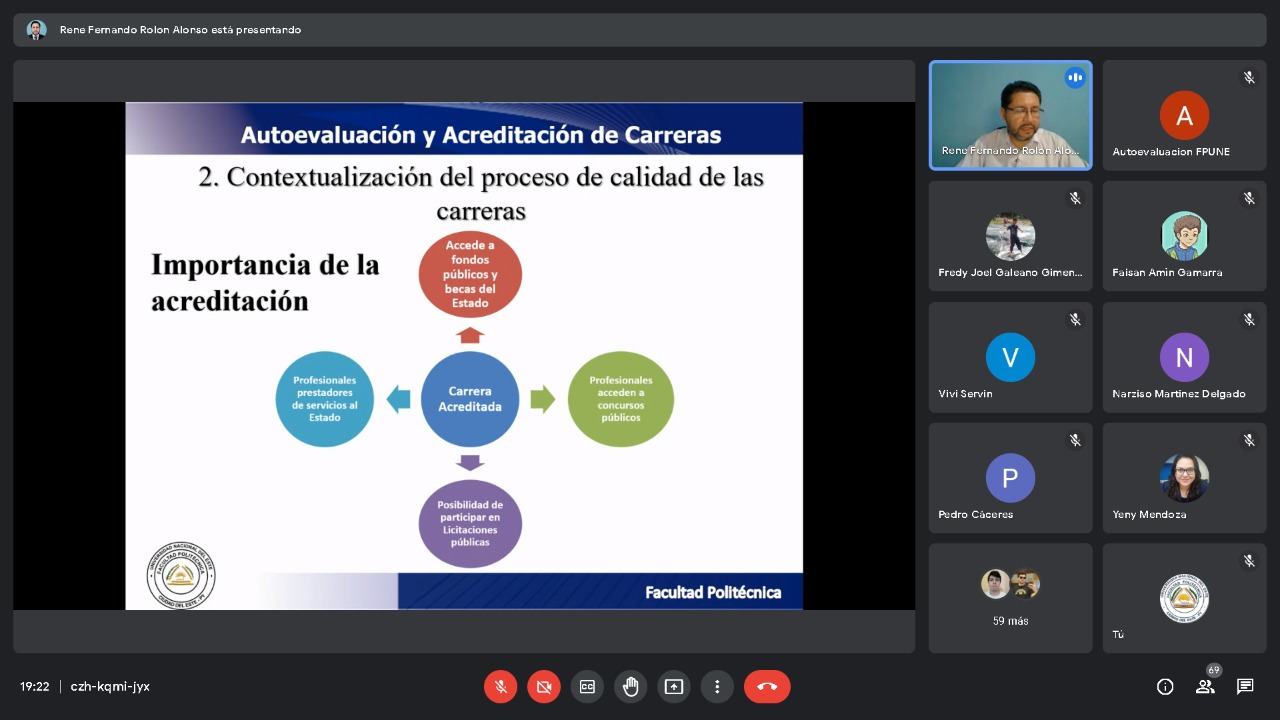 Rene Fernando Rolon Alonso está presentando
Autoevaluación y Acreditación de Carreras
2. Contextualización del proceso de calidad de las
carreras
Importancia de la
acreditación
Accede a
fondos
públicos y
becas del
Estado
Profesionales
prestadores
de servicios al
Estado
Carrera
Acreditada
Profesionales
acceden a
concursos
públicos
Posibilidad de
participar en
Licitaciones
públicas
UNIVERSIDAD NACIONAL DEL ESTE
FACULTAD POLITÉCNICA
CIUDAD DEL ESTE - PY
Facultad Politécnica
Rene Fernando Rolon Alo...
A
Autoevaluacion FPUNE
Fredy Joel Galeano Gimen...
Faisan Amin Gamarra
V
Vivi Servin
N
Narziso Martinez Delgado
P
Pedro Cáceres
Yeny Mendoza
59 más
Tú
19:22 | czh-kqmi-jyx
69